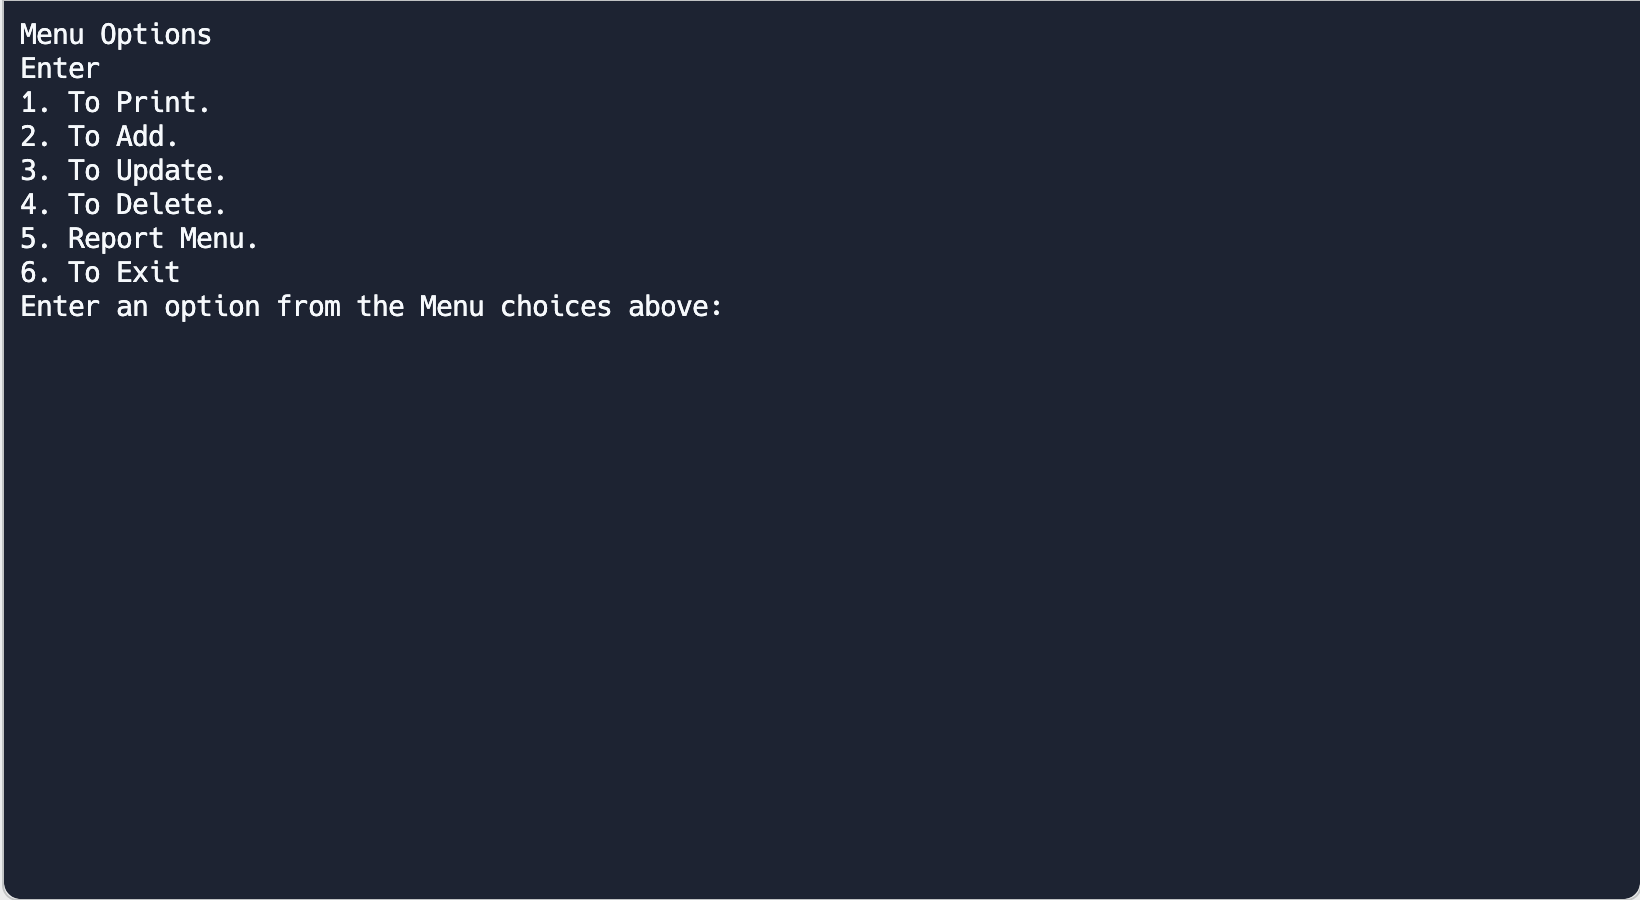 Menu Options
Enter
1. To Print.
2. To Add.
3. To Update.
4. To Delete.
5. Report Menu.
6. To Exit
Enter an option from the Menu choices above: